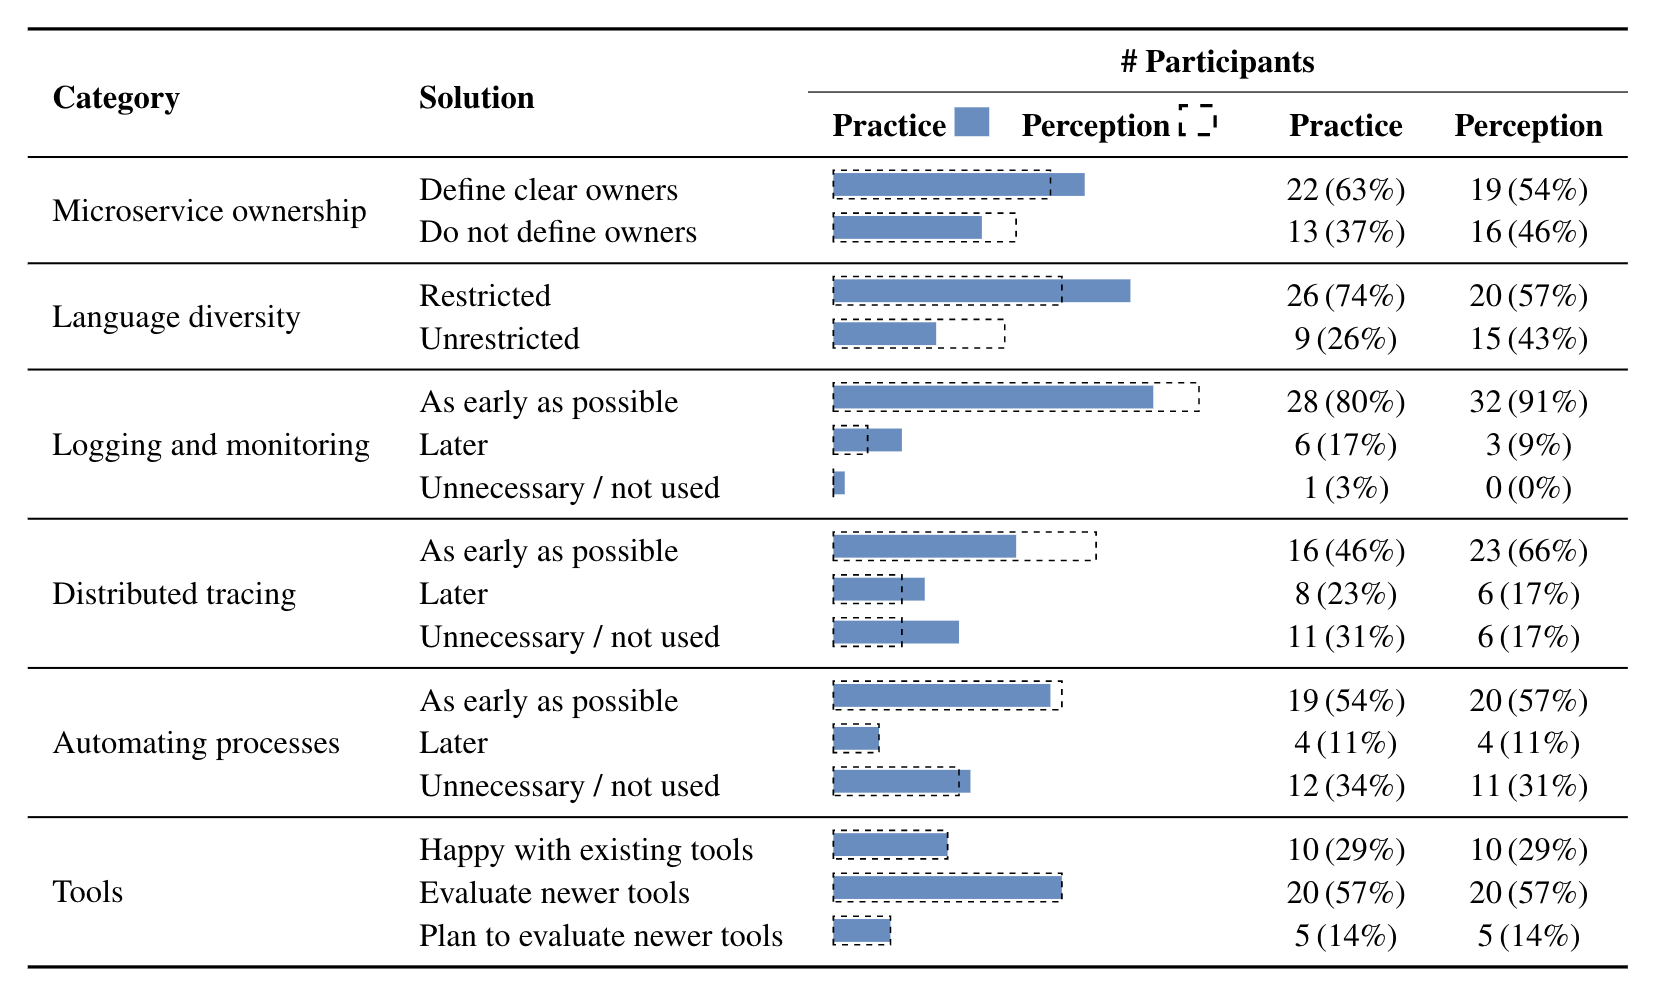 # Participants
Category Solution
Practice Perception Practice Perception
Define clear owners 22 (63%) 19 (54%)
Microservice ownership
Do not define owners 13 (37%) 16 (46%)
Restricted 26 (74%) 20 (57%)
Language diversity
Unrestricted 9 (26%) 15 (43%)
As early as possible 28 (80%) 32 (91%)
Logging and monitoring Later 6 (17%) 3 (9%)
Unnecessary / not used 1 (3%) 0 (0%)
As early as possible 16 (46%) 23 (66%)
Distributed tracing Later 8 (23%) 6 (17%)
Unnecessary / not used 11 (31%) 6 (17%)
As early as possible 19 (54%) 20 (57%)
Automating processes Later 4 (11%) 4 (11%)
Unnecessary / not used 12 (34%) 11 (31%)
Happy with existing tools 10 (29%) 10 (29%)
Tools Evaluate newer tools 20 (57%) 20 (57%)
Plan to evaluate newer tools 5 (14%) 5 (14%)